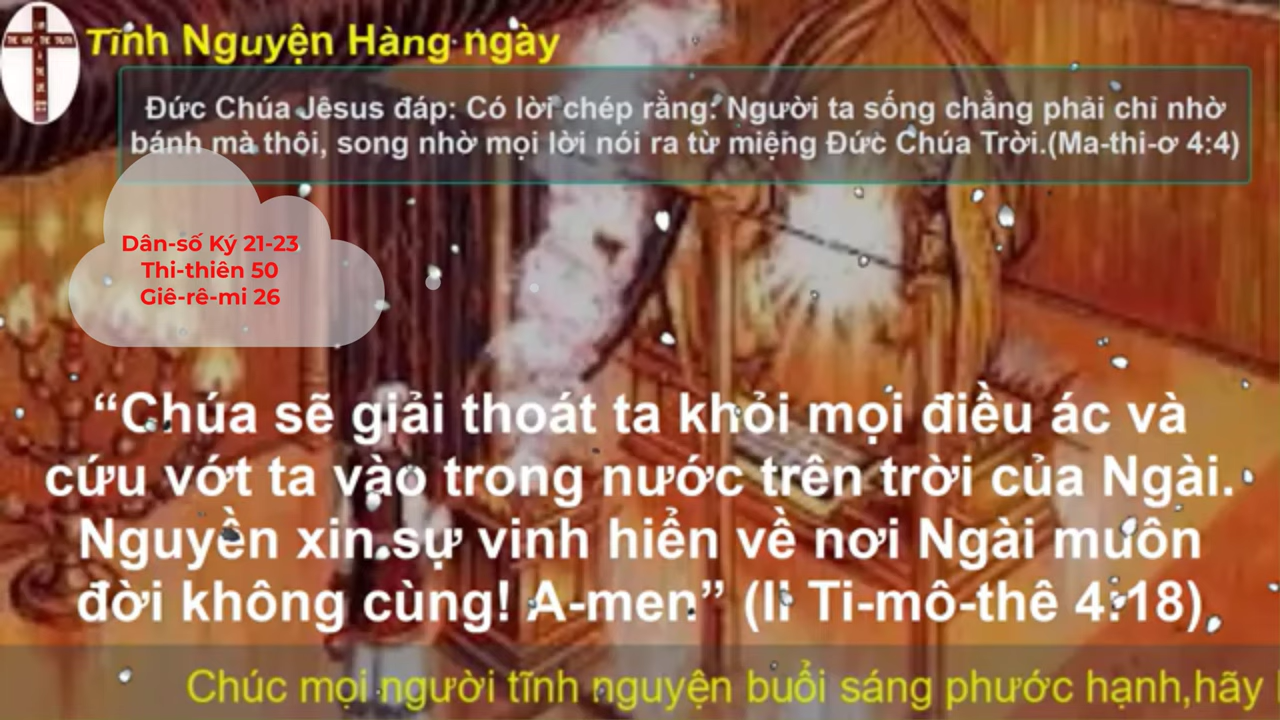 THE WAY THE TRUTH
Tĩnh Nguyện Hàng ngày
Đức Chúa Jêsus đáp: Có lời chép rằng: Người ta sống chẳng phải chỉ nhờ
bánh mà thôi, song nhờ mọi lời nói ra từ miệng Đức Chúa Trời.(Ma-thi-ơ 4:4)
Dân-số Ký 21-23
Thi-thiên 50
Giê-rê-mi 26
“Chúa sẽ giải thoát ta khỏi mọi điều ác và
cứu vớt ta vào trong nước trên trời của Ngài.
Nguyền xin sự vinh hiển về nơi Ngài muôn
đời không cùng! A-men” (II Ti-mô-thê 4:18)
Chúc mọi người tĩnh nguyện buổi sáng phước hạnh,hãy